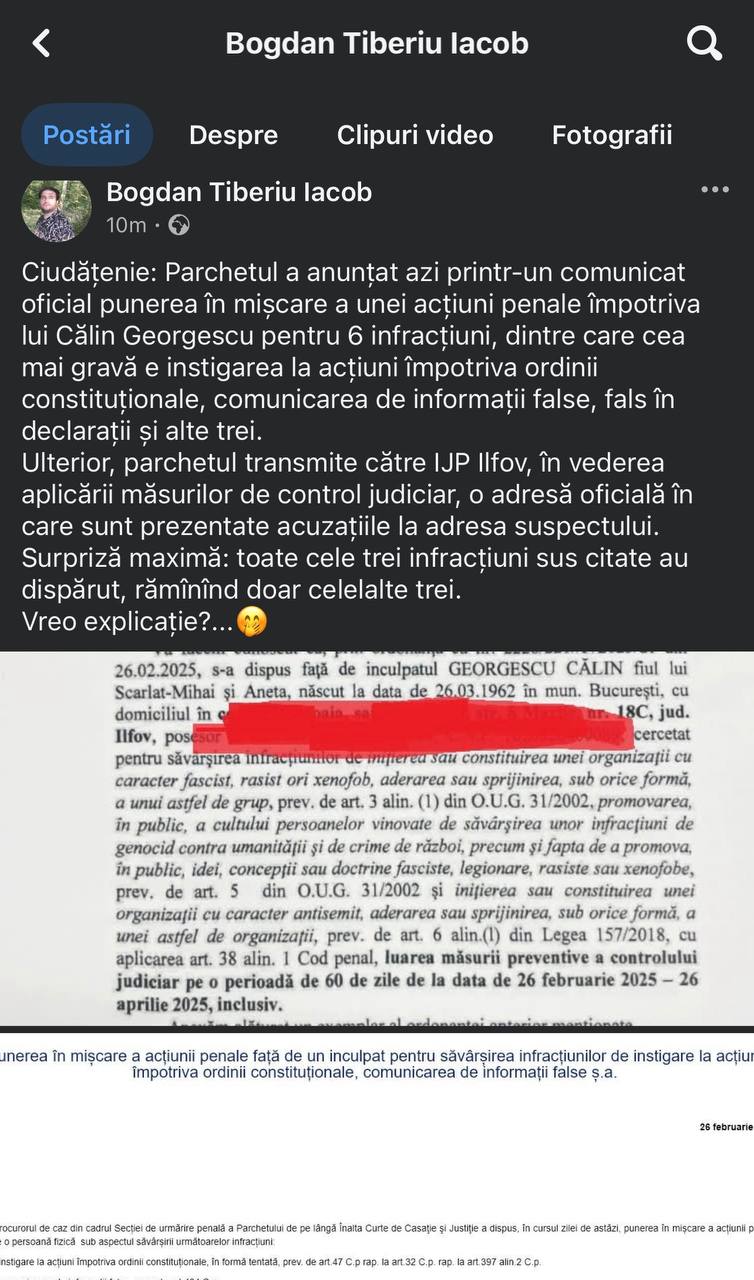 Bogdan Tiberiu Iacob
Postări
Despre
Clipuri video
Fotografii
Bogdan Tiberiu Iacob
10m
Ciudățenie: Parchetul a anunțat azi printr-un comunicat
oficial punerea în mișcare a unei acțiuni penale împotriva
lui Călin Georgescu pentru 6 infracțiuni, dintre care cea
mai gravă e instigarea la acțiuni împotriva ordinii
constituționale, comunicarea de informații false, fals în
declarații și alte trei.
Ulterior, parchetul transmite către IJP Ilfov, în vederea
aplicării măsurilor de control judiciar, o adresă oficială în
care sunt prezentate acuzațiile la adresa suspectului.
Surpriză maximă: toate cele trei infracțiuni sus citate au
dispărut, rămînînd doar celelalte trei.
Vreo explicație?...🤭
26.02.2025, s-a dispus față de inculpatul GEORGESCU CĂLIN fiul lui
Scarlat-Mihai și Aneta, născut la data de 26.03.1962 în mun. București, cu
domiciliul în nr. 18C, jud.
Ilfov, posesor cercetat
pentru săvârșirea infracțiunilor de inițierea sau constituirea unei organizații cu
caracter fascist, rasist ori xenofob, aderarea sau sprijinirea, sub orice formă,
a unui astfel de grup, prev. de art. 3 alin. (1) din O.U.G. 31/2002, promovarea,
în public, a cultului persoanelor vinovate de săvârșirea unor infracțiuni de
genocid contra umanității și de crime de război, precum și fapta de a promova,
în public, idei, concepții sau doctrine fasciste, legionare, rasiste sau xenofobe,
prev. de art. 5 din O.U.G. 31/2002 și inițierea sau constituirea unei
organizații cu caracter antisemit, aderarea sau sprijinirea, sub orice formă, a
unei astfel de organizații, prev. de art. 6 alin.(1) din Legea 157/2018, cu
aplicarea art. 38 alin. 1 Cod penal, luarea măsurii preventive a controlului
judiciar pe o perioadă de 60 de zile de la data de 26 februarie 2025 – 26
aprilie 2025, inclusiv.
unerea în mișcare a acțiunii penale față de un inculpat pentru săvârșirea infracțiunilor de instigare la acțiun
împotriva ordinii constituționale, comunicarea de informații false ș.a.
26 februarie
rocurorul de caz din cadrul Secției de urmărire penală a Parchetului de pe lângă Înalta Curte de Casație și Justiție a dispus, în cursul zilei de astăzi, punerea în mișcare a acțiunii p
o persoană fizică sub aspectul săvârșirii următoarelor infracțiuni:
nstigare la acțiuni împotriva ordinii constituționale, în formă tentată, prev. de art.47 C.p rap. la art.32 C.p. rap. la art.397 alin.2 C.p.